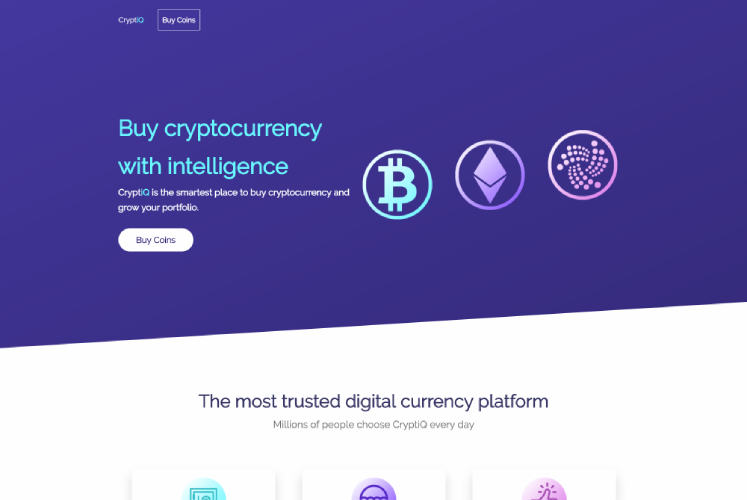 CryptiQ Buy Coins
Buy cryptocurrency
with intelligence
CryptiQ is the smartest place to buy cryptocurrency and
grow your portfolio.
Buy Coins
The most trusted digital currency platform
Millions of people choose CryptiQ every day